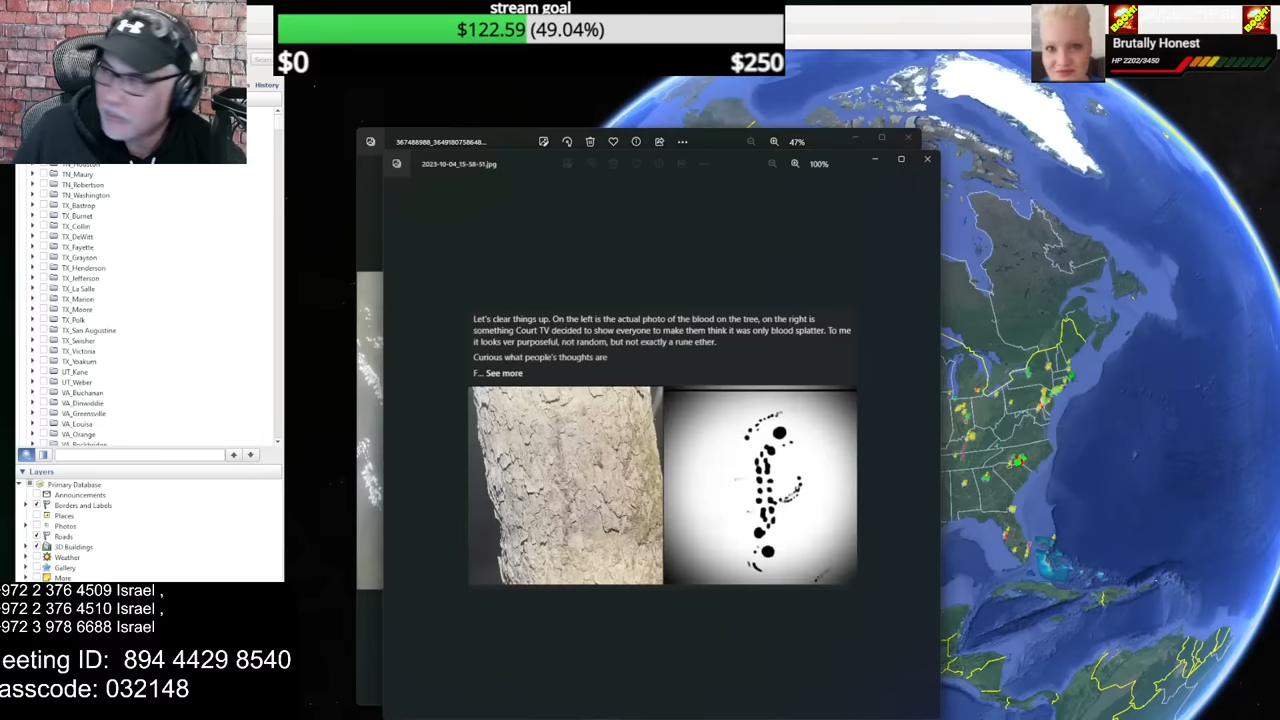 stream goal
$122.59 (49.04%)
$0
$250
Brutally Honest
HP 2202/3450
BOOM!
BOOM!
History
367488988_3649180758648...
47%
2023-10-04_15-58-51.jpg
100%
TN_Houston
TN_Maury
TN_Robertson
TN_Washington
TX_Bastrop
TX_Burnet
TX_Collin
TX_DeWitt
TX_Fayette
TX_Grayson
TX_Henderson
TX_Jefferson
TX_La Salle
TX_Marion
TX_Moore
TX_Polk
TX_San Augustine
TX_Swisher
TX_Victoria
TX_Yoakum
UT_Kane
UT_Weber
VA_Buchanan
VA_Dinwiddie
VA_Greensville
VA_Louisa
VA_Orange
VA_Rockbridge
Let's clear things up. On the left is the actual photo of the blood on the tree, on the right is
something Court TV decided to show everyone to make them think it was only blood splatter. To me
it looks ver purposeful, not random, but not exactly a rune ether.
Curious what people's thoughts are
F... See more
Layers
Primary Database
Announcements
Borders and Labels
Places
Photos
Roads
3D Buildings
Weather
Gallery
More
972 2 376 4509 Israel ,
972 2 376 4510 Israel ,
972 3 978 6688 Israel
eeting ID: 894 4429 8540
asscode: 032148